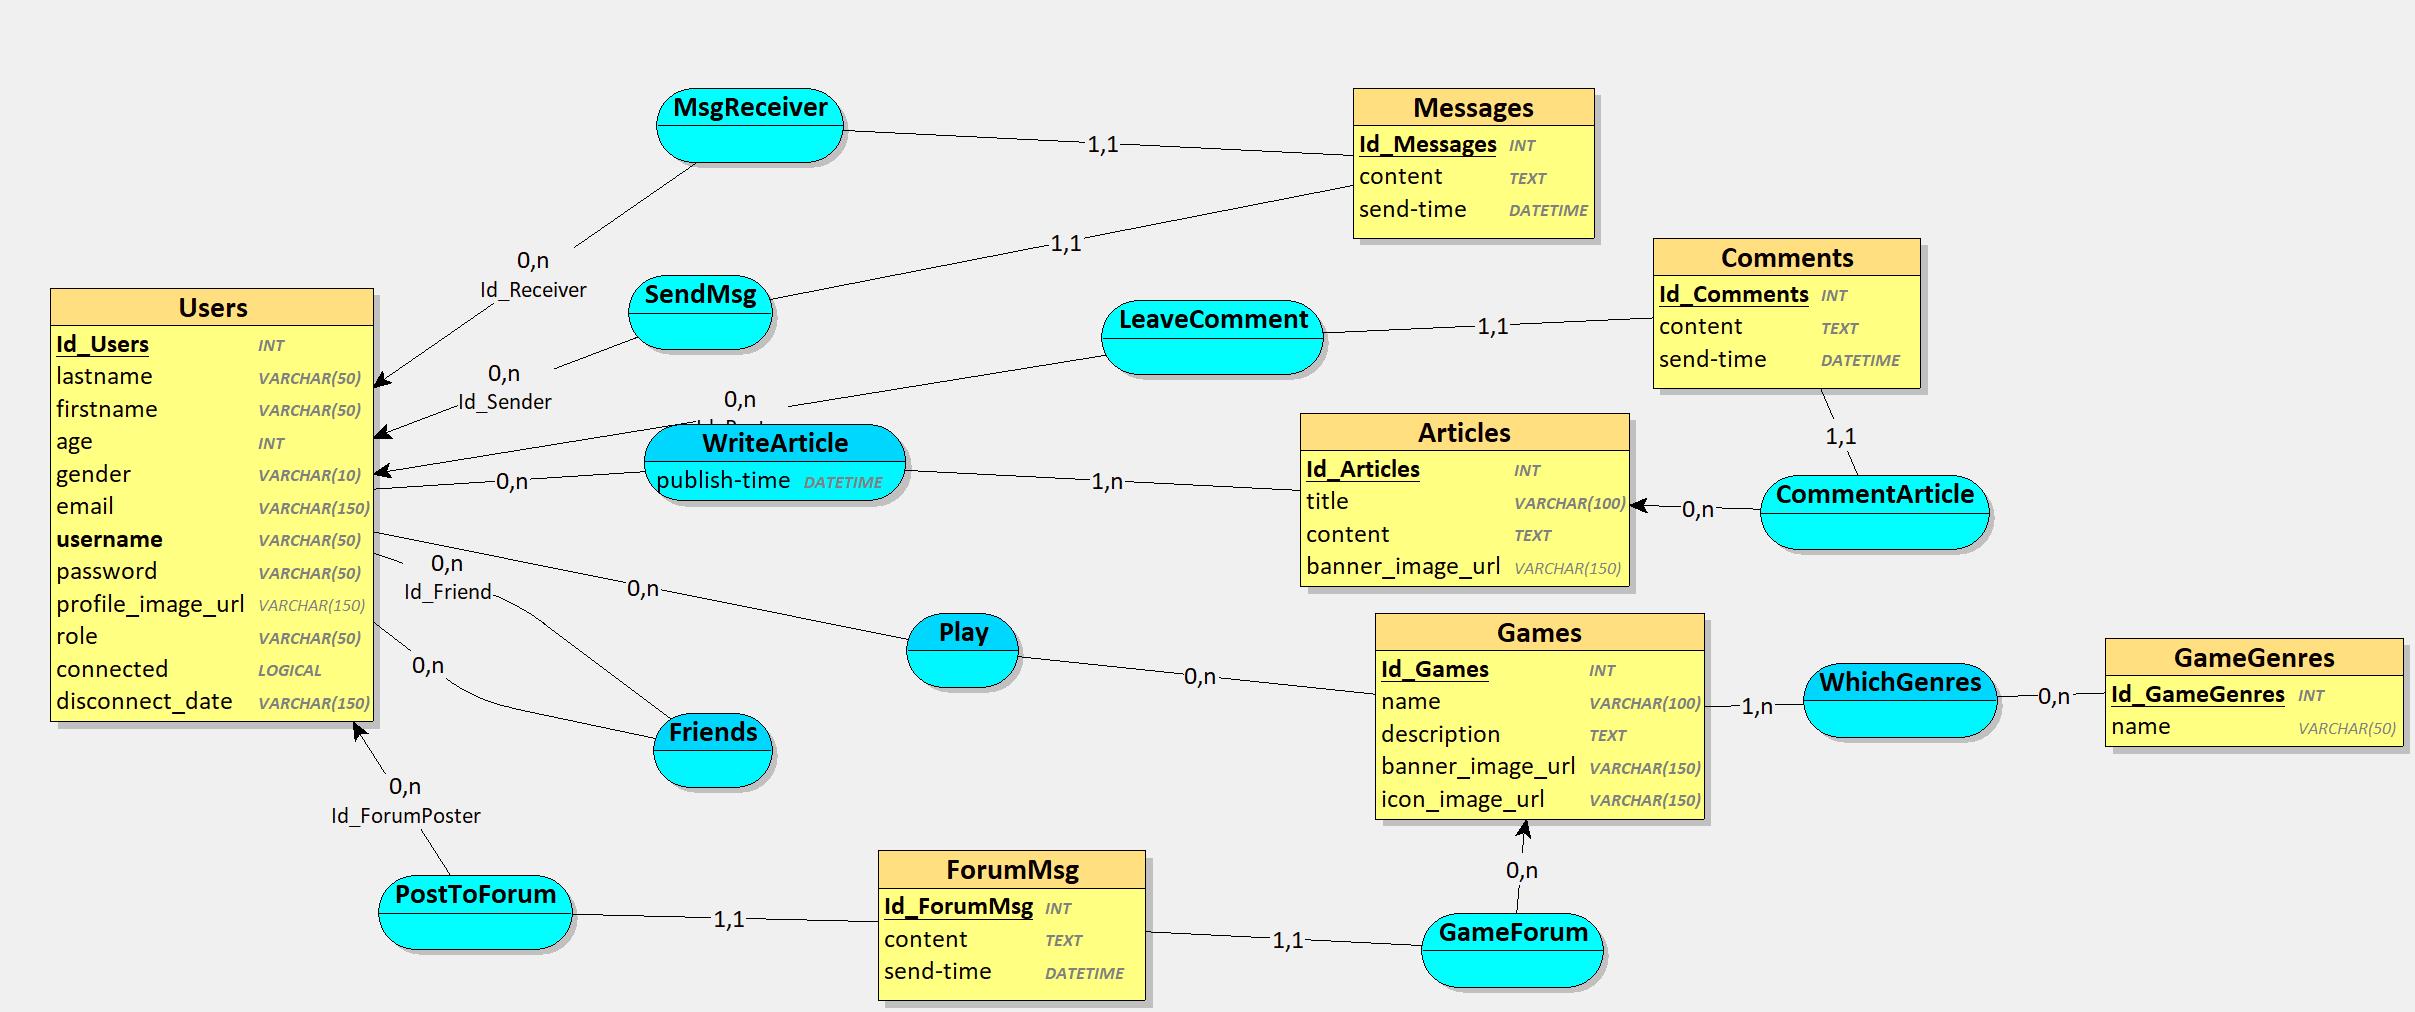 MsgReceiver
1,1
0,n
Id_Receiver
Messages
Id_Messages INT
content TEXT
send-time DATETIME
SendMsg
1,1
0,n
Id_Sender
Users
Id_Users INT
lastname VARCHAR(50)
firstname VARCHAR(50)
age INT
gender VARCHAR(10)
email VARCHAR(150)
username VARCHAR(50)
password VARCHAR(50)
profile_image_url VARCHAR(150)
role VARCHAR(50)
connected LOGICAL
disconnect_date VARCHAR(150)
LeaveComment
1,1
0,n
Comments
Id_Comments INT
content TEXT
send-time DATETIME
1,1
CommentArticle
0,n
WriteArticle
publish-time DATETIME
0,n
1,n
Articles
Id_Articles INT
title VARCHAR(100)
content TEXT
banner_image_url VARCHAR(150)
0,n
Id_Friend
0,n
Friends
0,n
Play
0,n
Games
Id_Games INT
name VARCHAR(100)
description TEXT
banner_image_url VARCHAR(150)
icon_image_url VARCHAR(150)
1,n
WhichGenres
0,n
GameGenres
Id_GameGenres INT
name VARCHAR(50)
0,n
Id_ForumPoster
PostToForum
1,1
ForumMsg
Id_ForumMsg INT
content TEXT
send-time DATETIME
1,1
GameForum
0,n